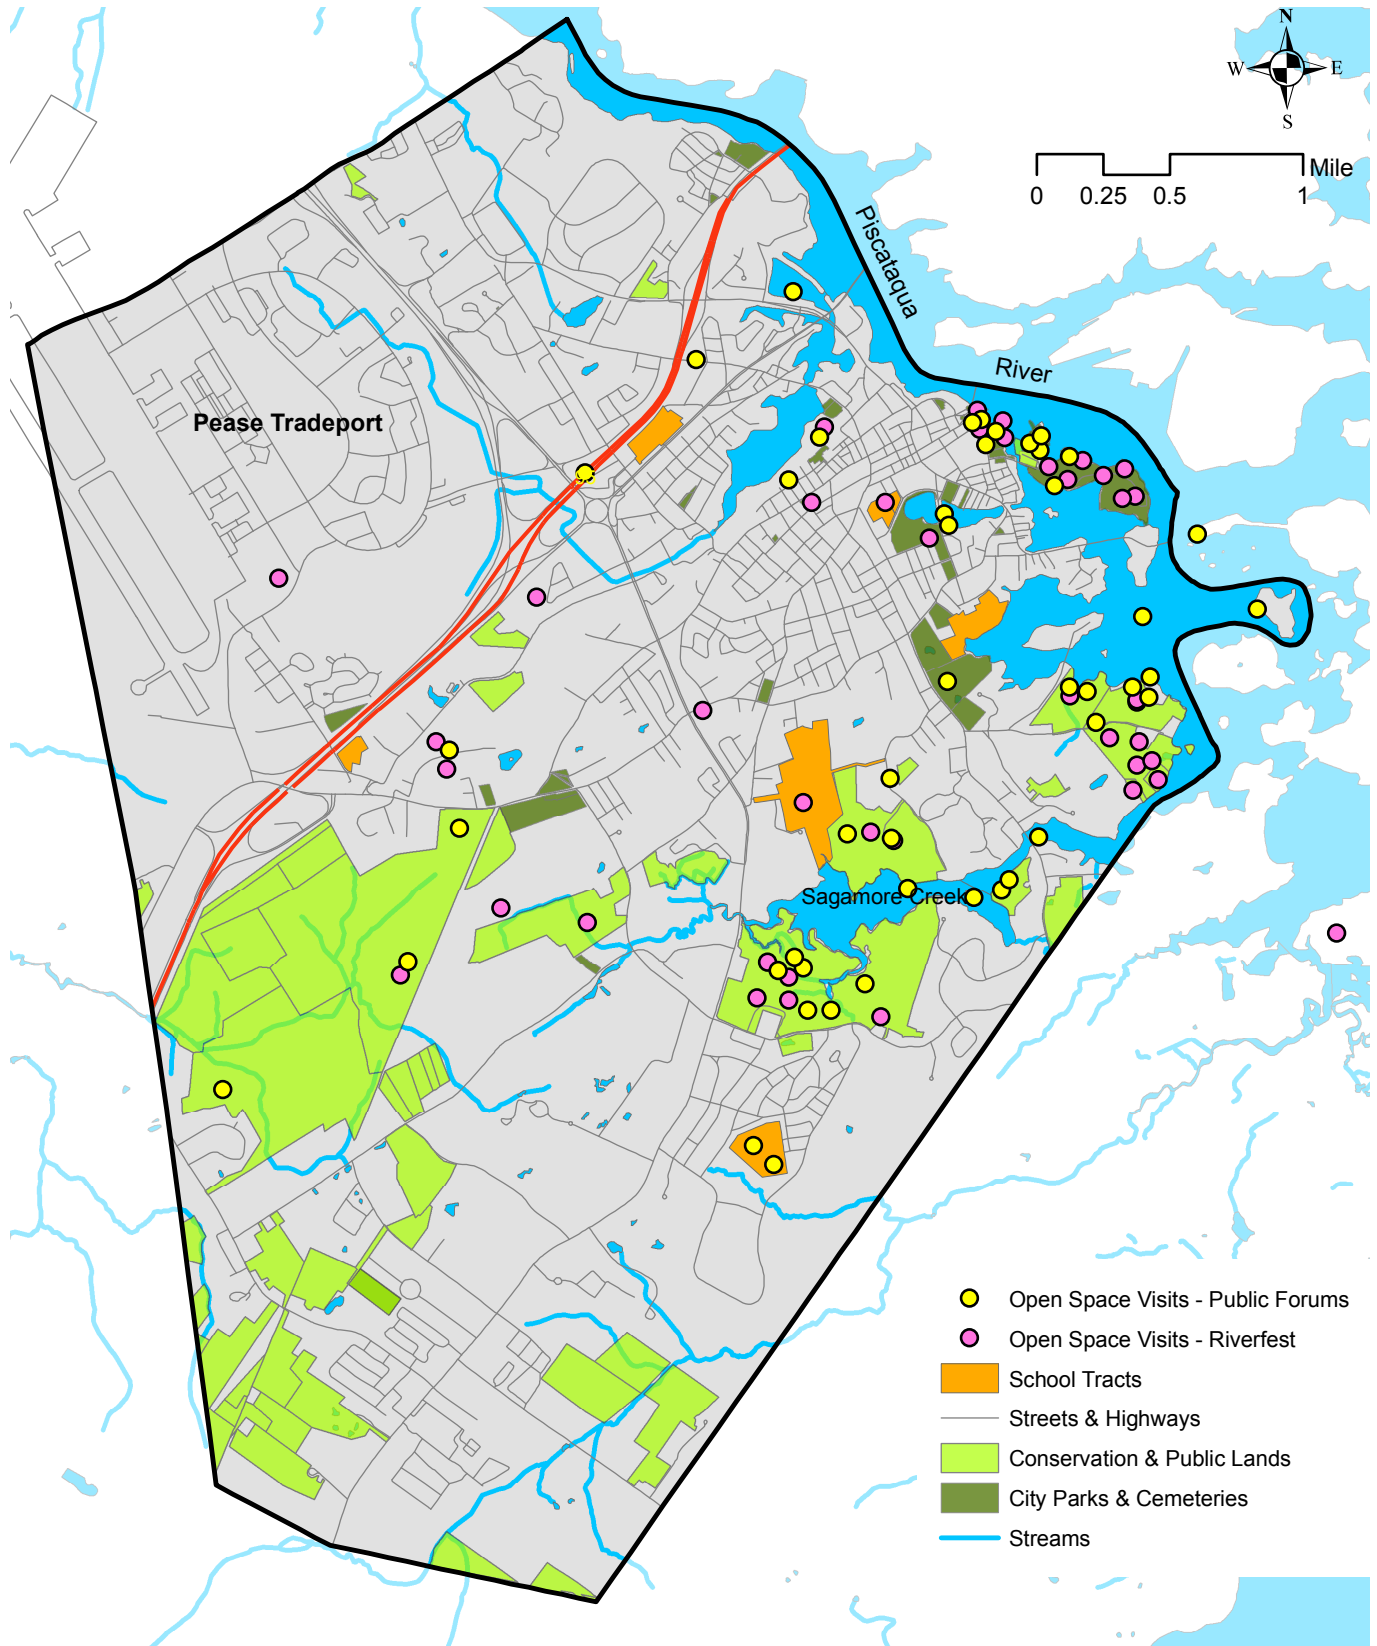 N
W E
S
Mile
0 0.25 0.5 1
Piscataqua
River
Pease Tradeport
Sagamore Creek
Open Space Visits - Public Forums
Open Space Visits - Riverfest
School Tracts
Streets & Highways
Conservation & Public Lands
City Parks & Cemeteries
Streams